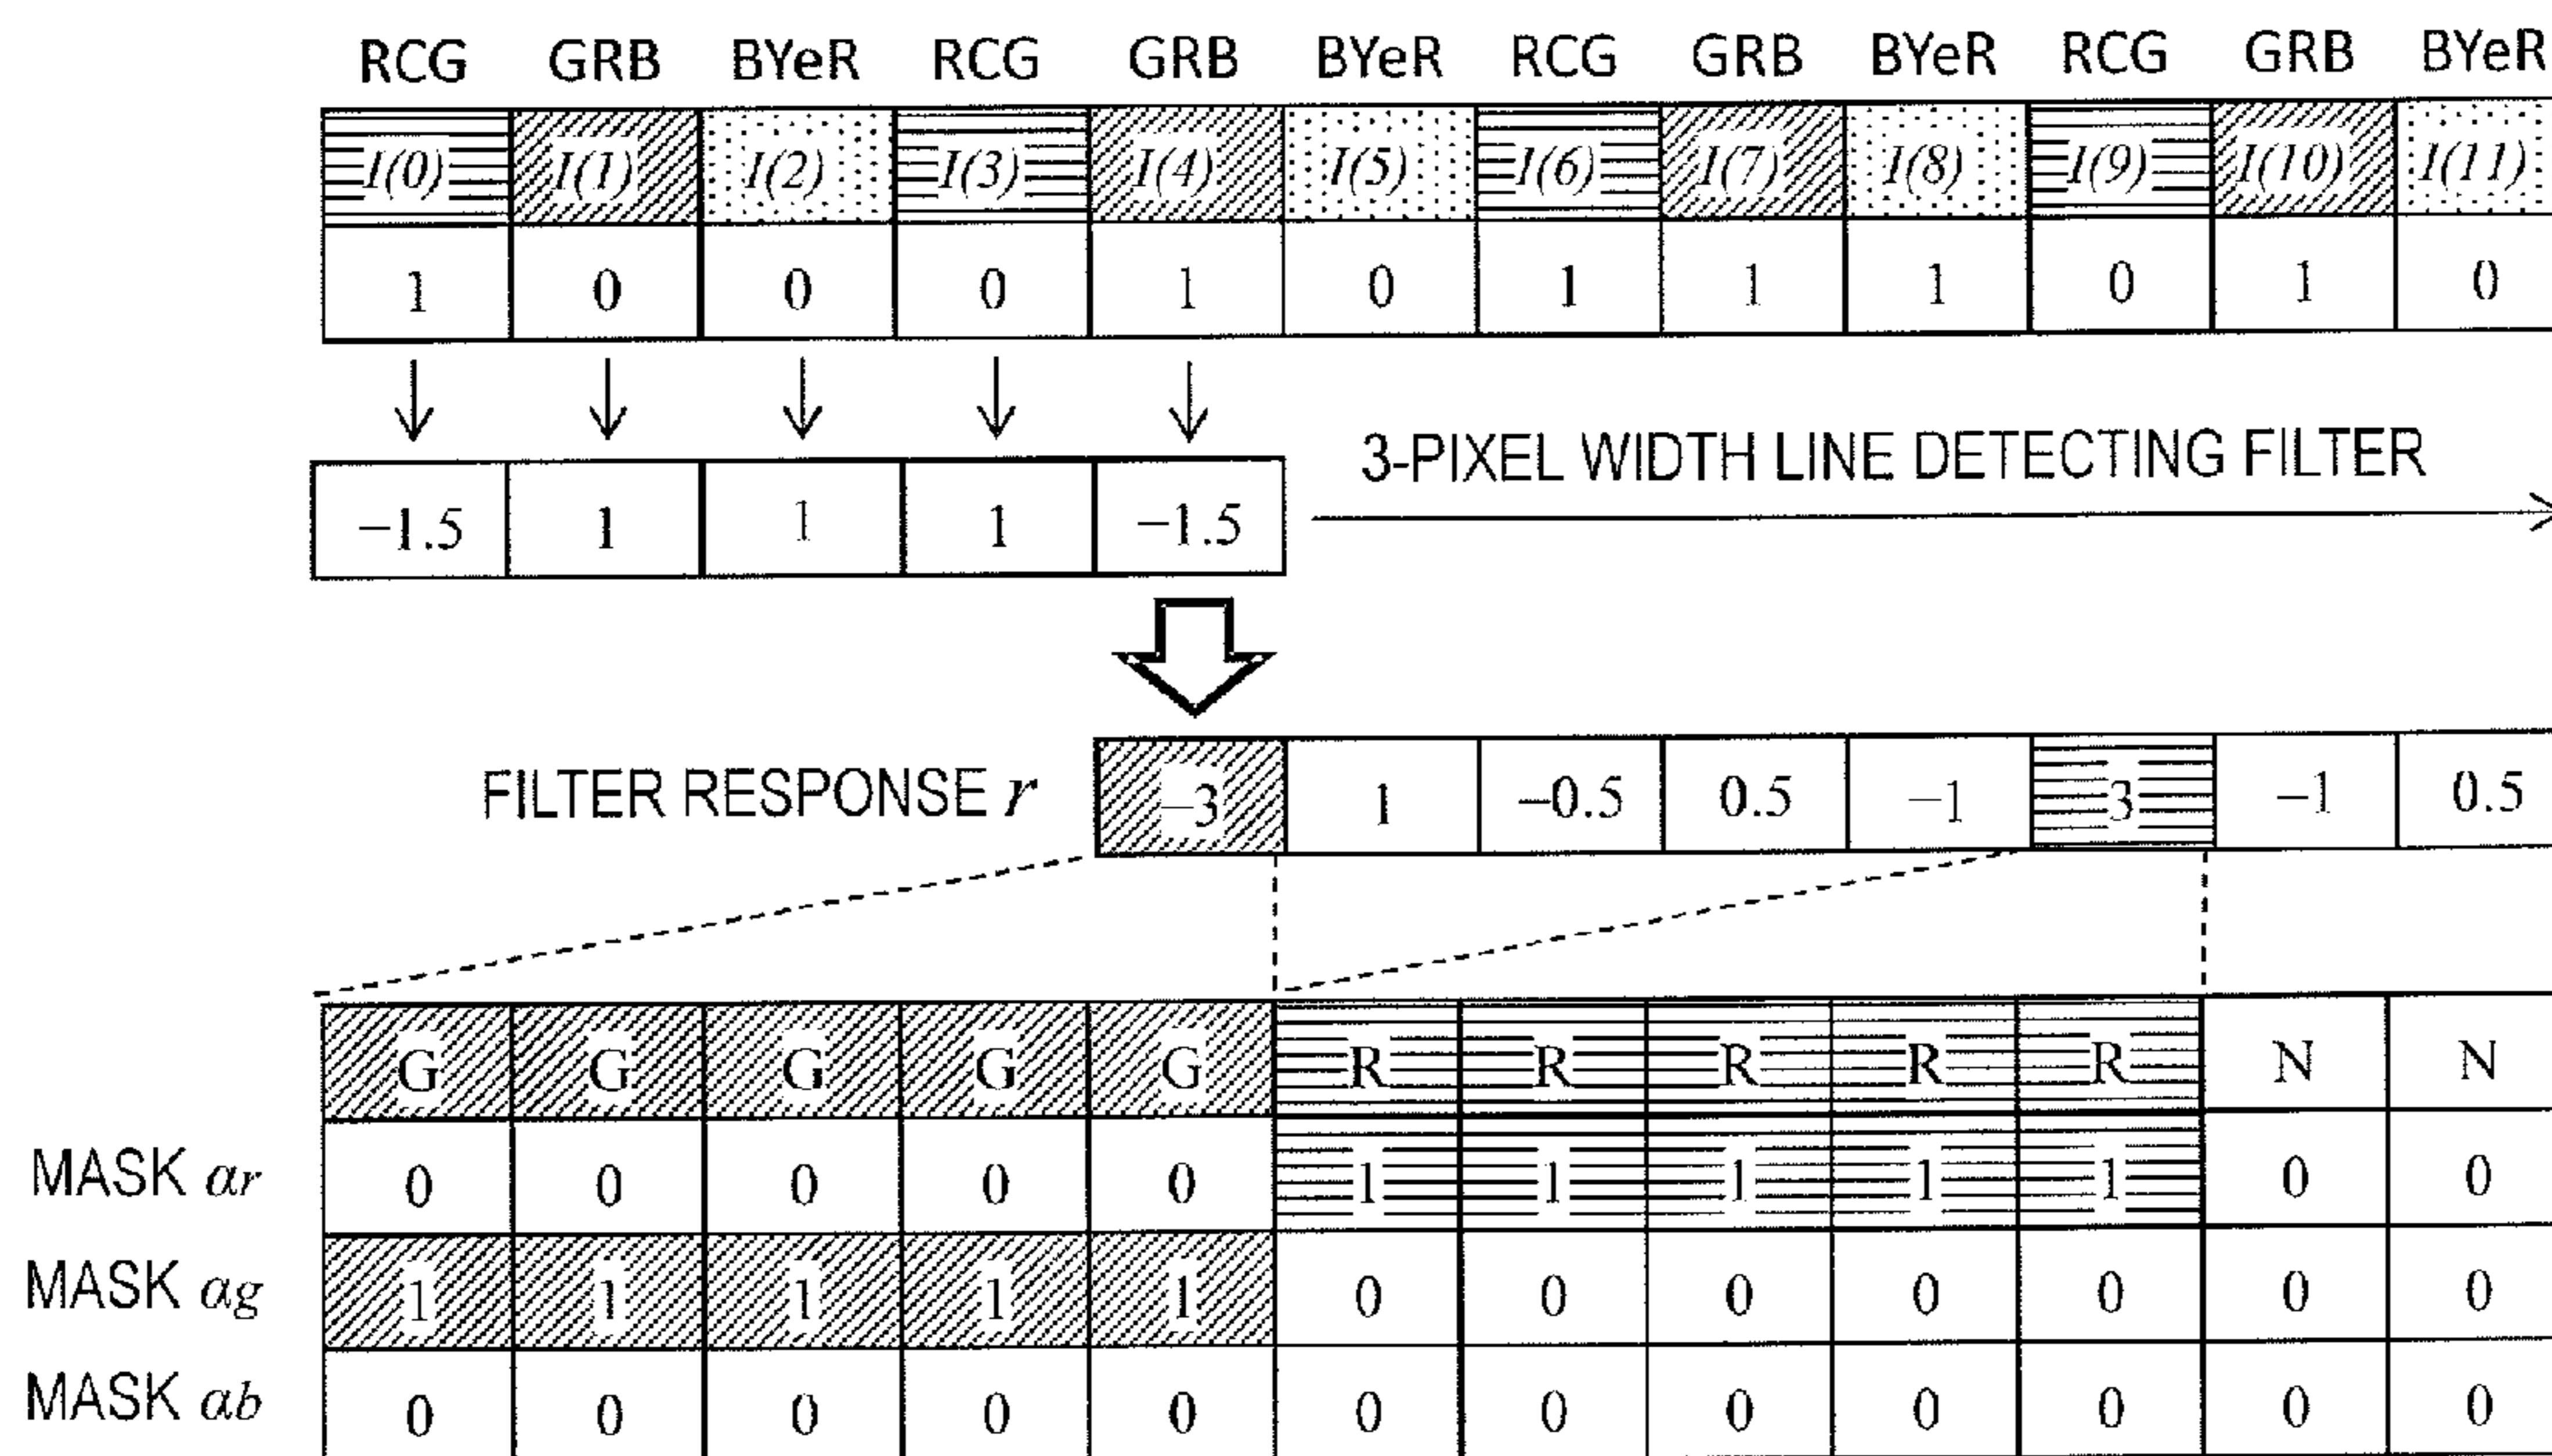 RCG GRB BYeR RCG GRB BYeR RCG GRB BYeR RCG GRB BYeR
I(0) I(1) I(2) I(3) I(4) I(5) I(6) I(7) I(8) I(9) I(10) I(11)
1 0 0 0 1 0 1 1 1 0 1 0
3-PIXEL WIDTH LINE DETECTING FILTER
−1.5 1 1 1 −1.5
FILTER RESPONSE r −3 1 −0.5 0.5 −1 3 −1 0.5
G G G G G R R R R R N N
MASK αr 0 0 0 0 0 1 1 1 1 1 0 0
MASK αg 1 1 1 1 1 0 0 0 0 0 0 0
MASK αb 0 0 0 0 0 0 0 0 0 0 0 0